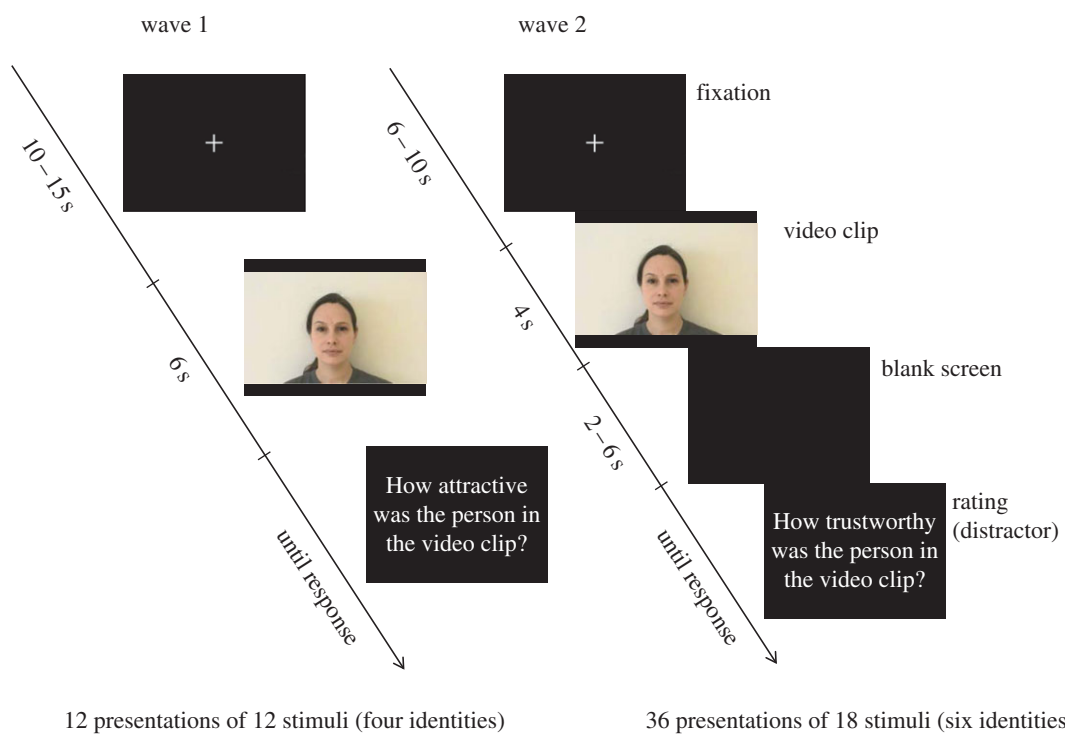 wave 1
wave 2
fixation
10 – 15 s
6 – 10 s
video clip
6 s
4 s
blank screen
2 – 6 s
How attractive
was the person in
the video clip?
rating
(distractor)
How trustworthy
was the person in
the video clip?
until response
until response
12 presentations of 12 stimuli (four identities)
36 presentations of 18 stimuli (six identities